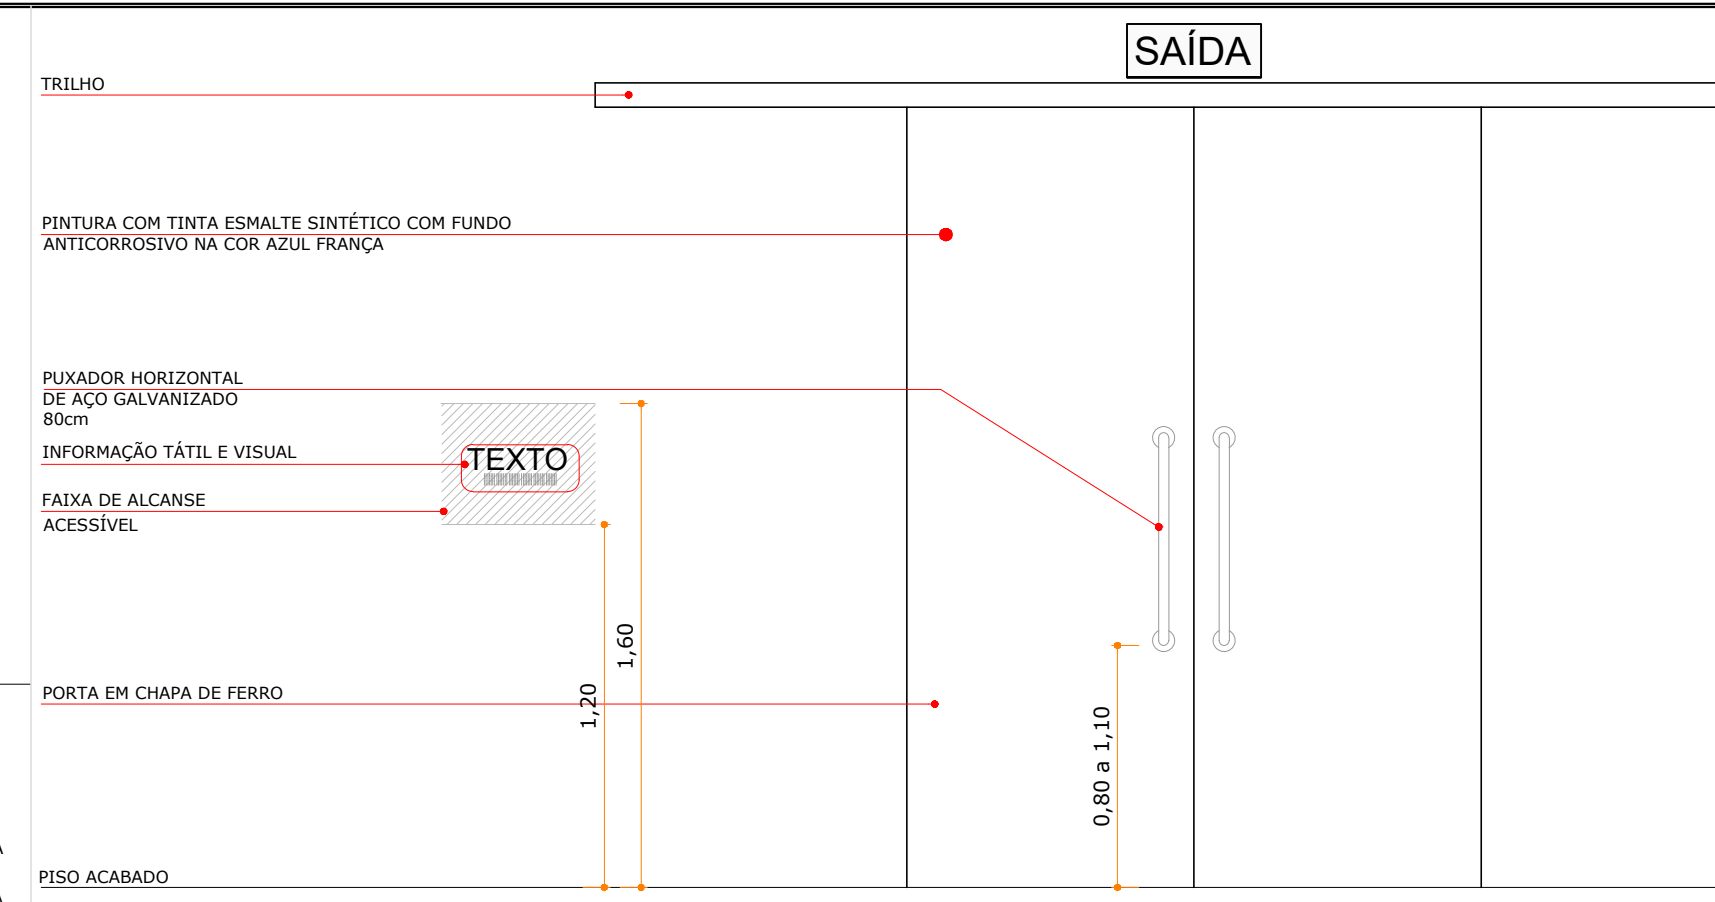 SAÍDA
TRILHO
PINTURA COM TINTA ESMALTE SINTÉTICO COM FUNDO
ANTICORROSIVO NA COR AZUL FRANÇA
PUXADOR HORIZONTAL
DE AÇO GALVANIZADO
80cm
INFORMAÇÃO TÁTIL E VISUAL
TEXTO
FAIXA DE ALCANSE
ACESSÍVEL
1,60
1,20
PORTA EM CHAPA DE FERRO
0,80 a 1,10
PISO ACABADO